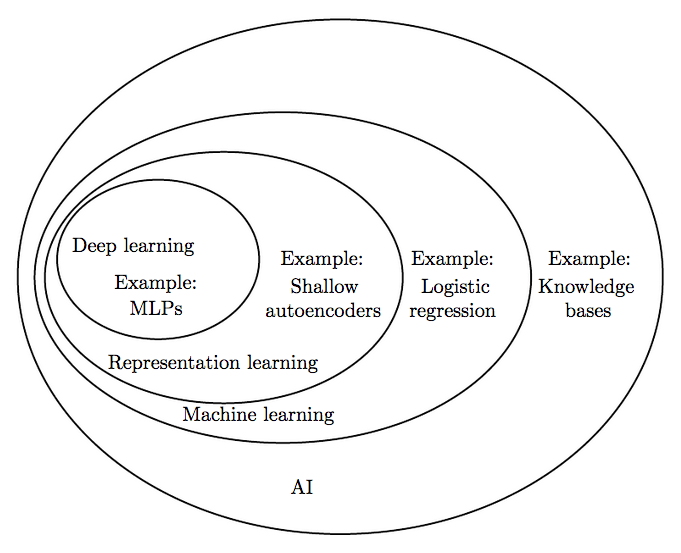 Deep learning
Example:
MLPs
Example:
Shallow
autoencoders
Example:
Logistic
regression
Example:
Knowledge
bases
Representation learning
Machine learning
AI